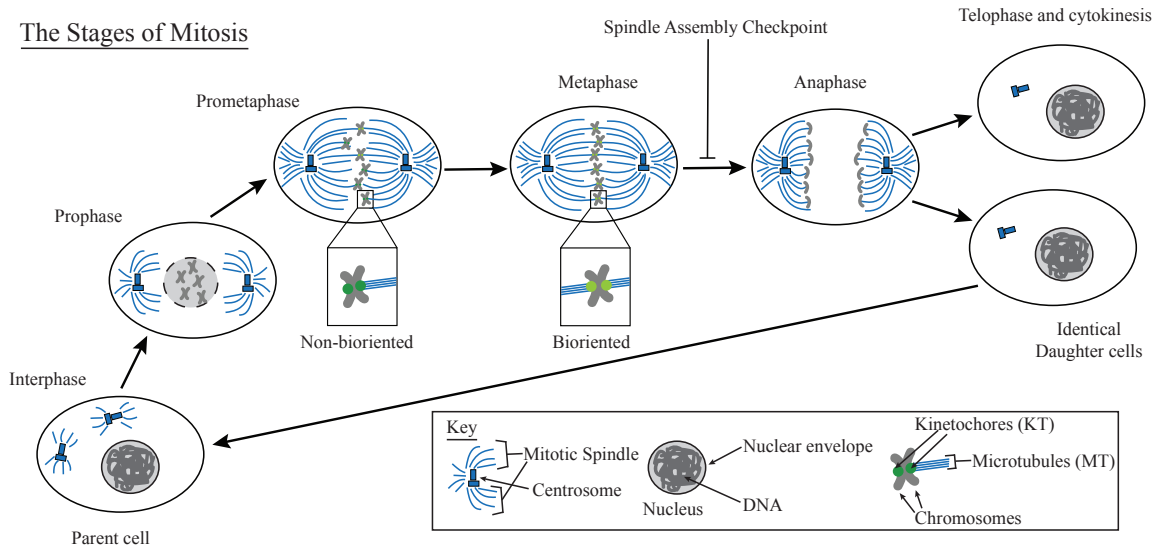 The Stages of Mitosis
Interphase
Parent cell
Prophase
Prometaphase
Non-bioriented
Metaphase
Bioriented
Spindle Assembly Checkpoint
Anaphase
Telophase and cytokinesis
Identical
Daughter cells
Key
Mitotic Spindle
Centrosome
Nuclear envelope
DNA
Nucleus
Kinetochores (KT)
Microtubules (MT)
Chromosomes